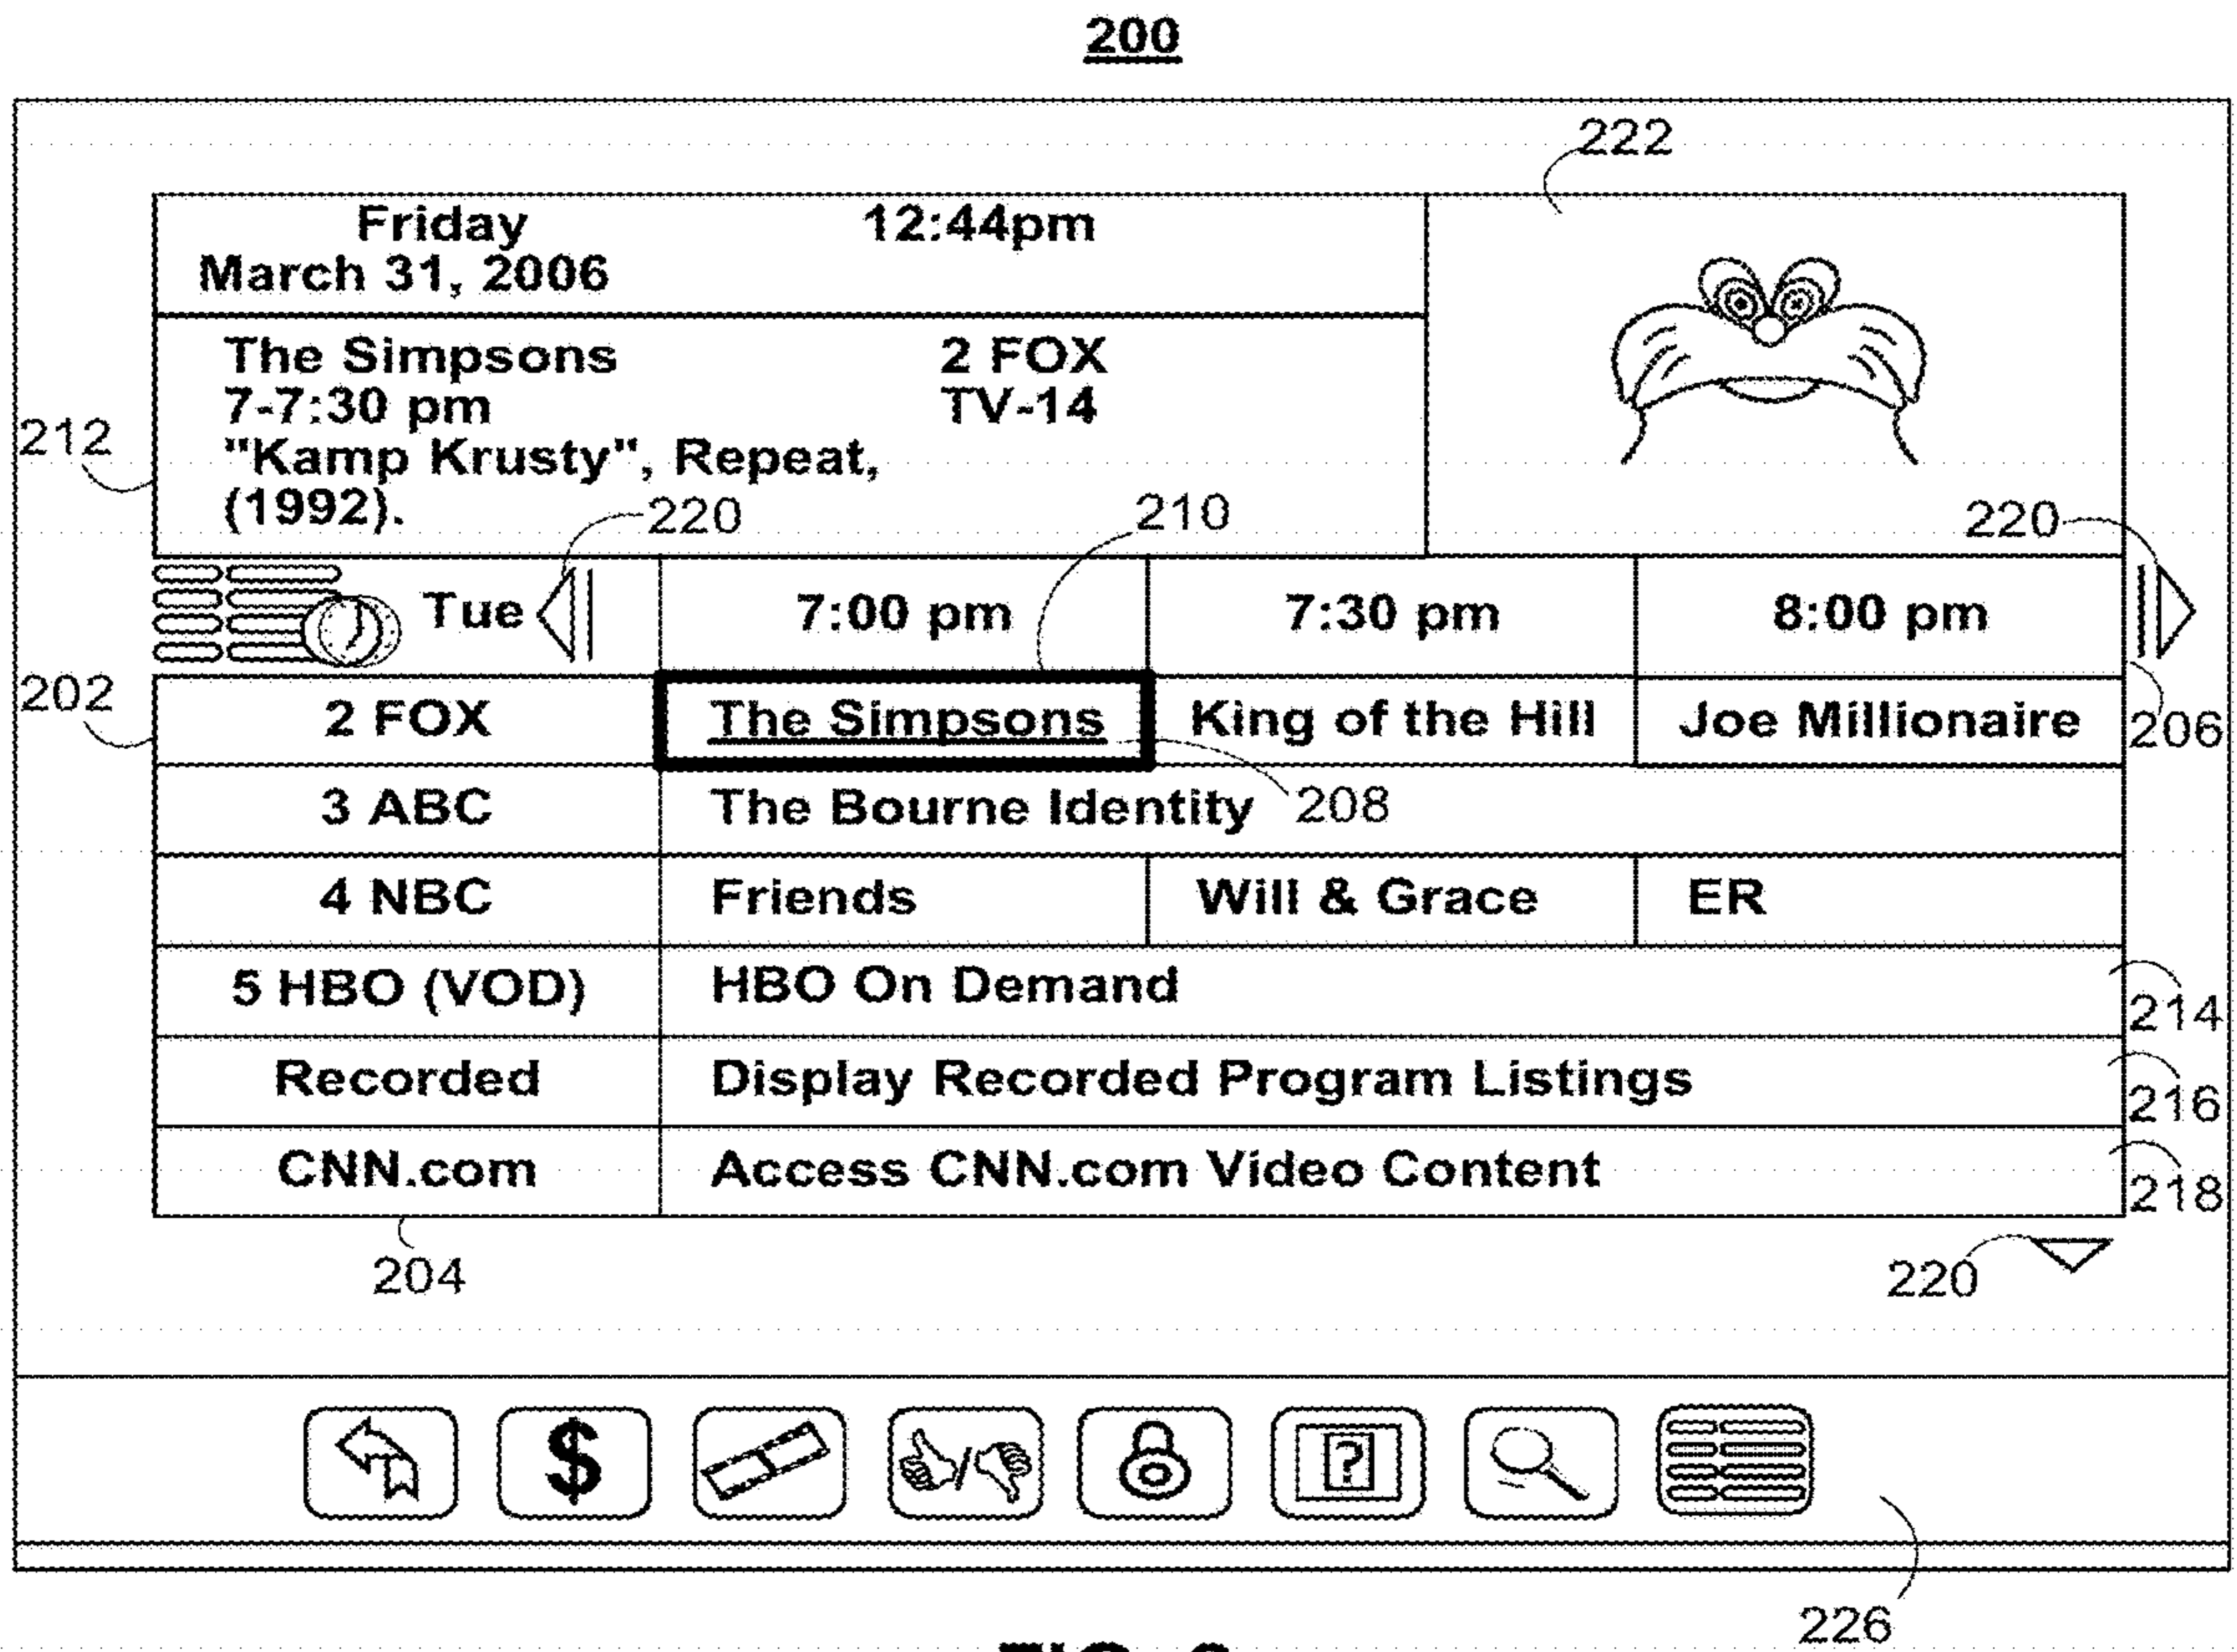 200
222
Friday 12:44pm
March 31, 2006
The Simpsons 2 FOX
7-7:30 pm TV-14
212
"Kamp Krusty", Repeat,
(1992).
220 210 220
Tue 7:00 pm 7:30 pm 8:00 pm
202
2 FOX The Simpsons King of the Hill Joe Millionaire
206
3 ABC The Bourne Identity 208
4 NBC Friends Will & Grace ER
5 HBO (VOD) HBO On Demand
214
Recorded Display Recorded Program Listings
216
CNN.com Access CNN.com Video Content
218
204 220
$ ?
226